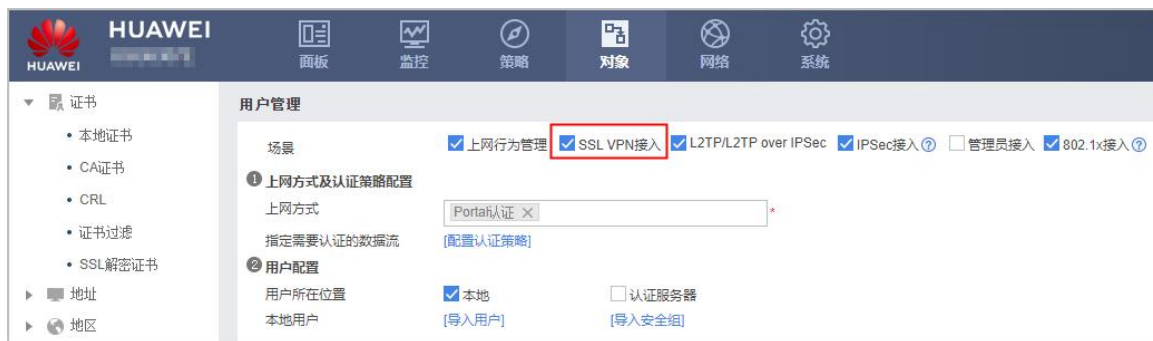 HUAWEI
HUAWEI
面板 监控 策略 对象 网络 系统
证书
• 本地证书
• CA证书
• CRL
• 证书过滤
• SSL解密证书
地址
地区
用户管理
场景 上网行为管理 SSL VPN接入 L2TP/L2TP over IPSec IPSec接入 ? 管理员接入 802.1x接入 ?
1 上网方式及认证策略配置
上网方式 Portal认证 × *
指定需要认证的数据流 [配置认证策略]
2 用户配置
用户所在位置 本地 认证服务器
本地用户 [导入用户] [导入安全组]